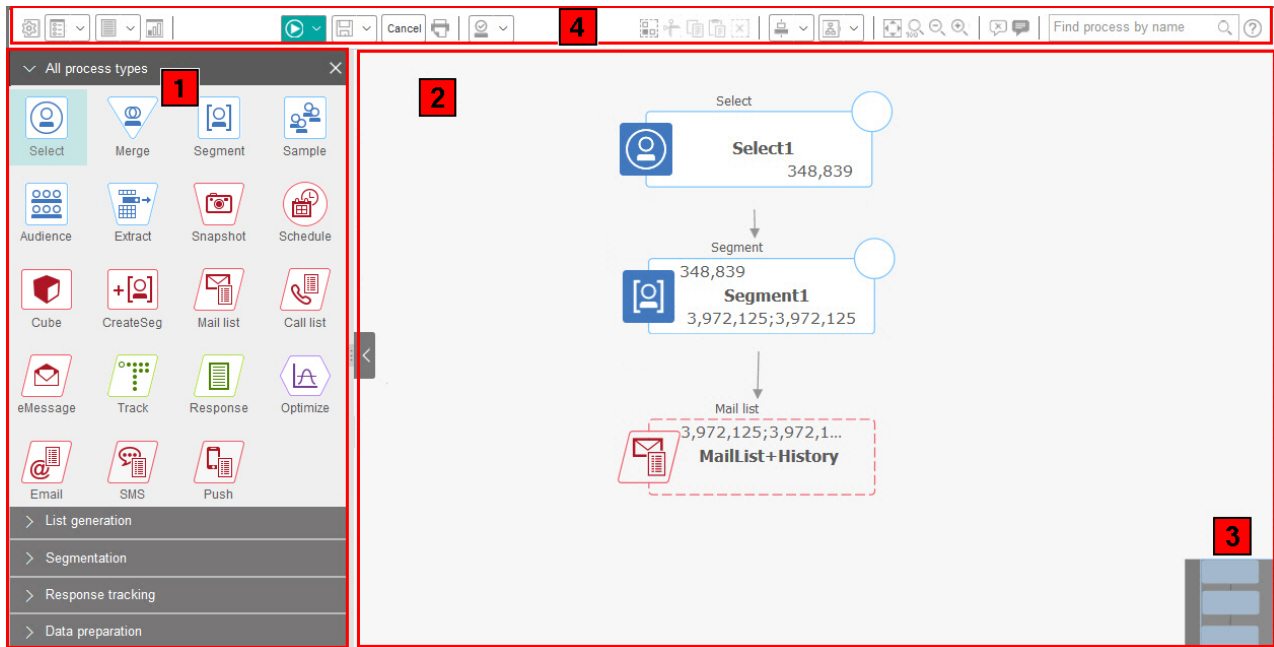 100
Cancel
4
Find process by name
All process types
1
Select
Merge
Segment
Sample
Audience
Extract
Snapshot
Schedule
Cube
CreateSeg
Mail list
Call list
eMessage
Track
Response
Optimize
Email
SMS
Push
List generation
Segmentation
Response tracking
Data preparation
2
Select
Select1
348,839
Segment
348,839
Segment1
3,972,125;3,972,125
Mail list
3,972,125;3,972,1...
MailList+History
3